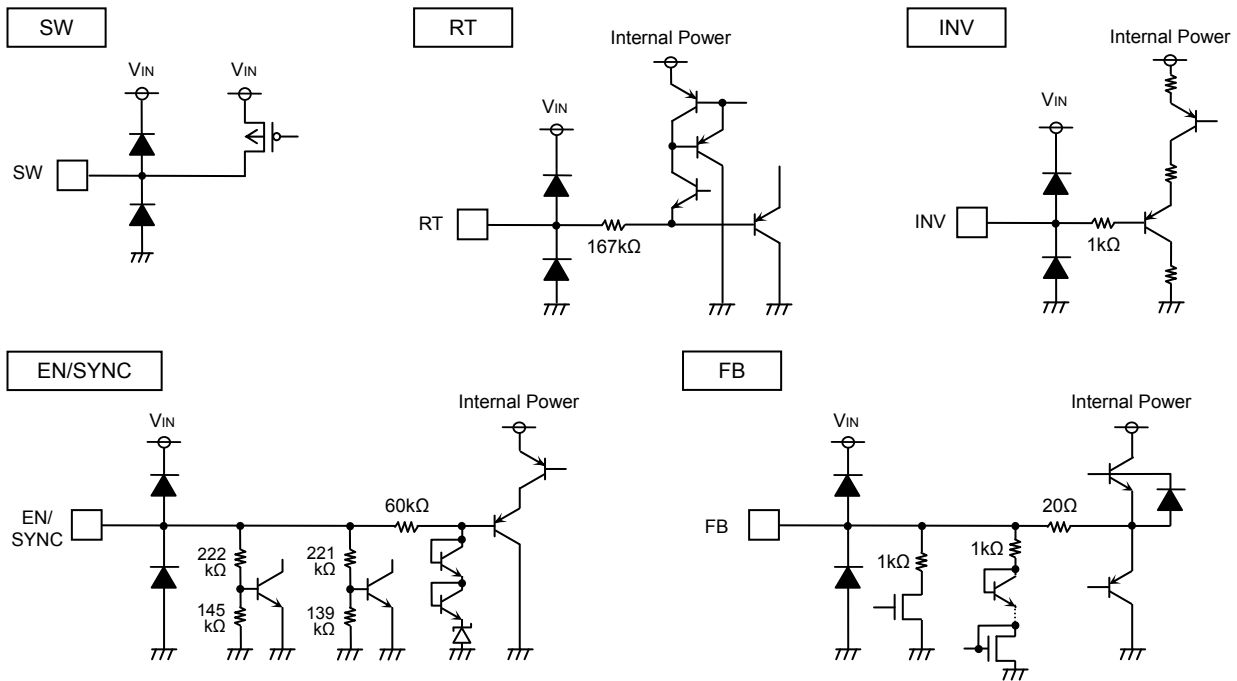 SW
VIN
VIN
SW
RT
Internal Power
VIN
RT
167kΩ
INV
Internal Power
VIN
INV
1kΩ
EN/SYNC
Internal Power
VIN
EN/
SYNC
60kΩ
222
kΩ
145
kΩ
221
kΩ
139
kΩ
FB
Internal Power
VIN
FB
20Ω
1kΩ
1kΩ